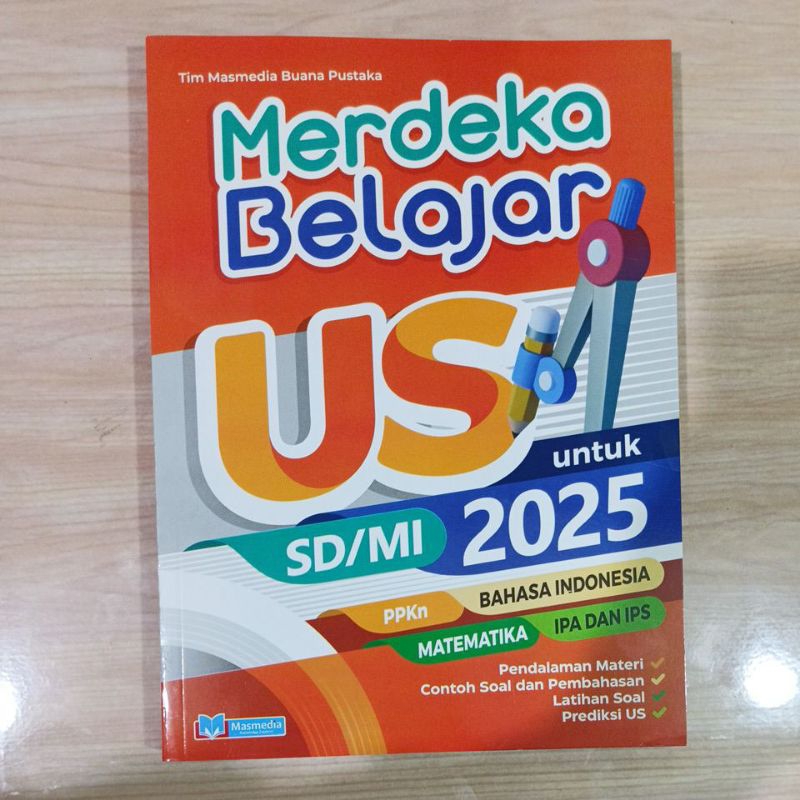 Tim Masmedia Buana Pustaka
Merdeka
Belajar
US
untuk
SD/MI 2025
PPKn BAHASA INDONESIA
MATEMATIKA IPA DAN IPS
Pendalaman Materi
Contoh Soal dan Pembahasan
Latihan Soal
Prediksi US
Masmedia